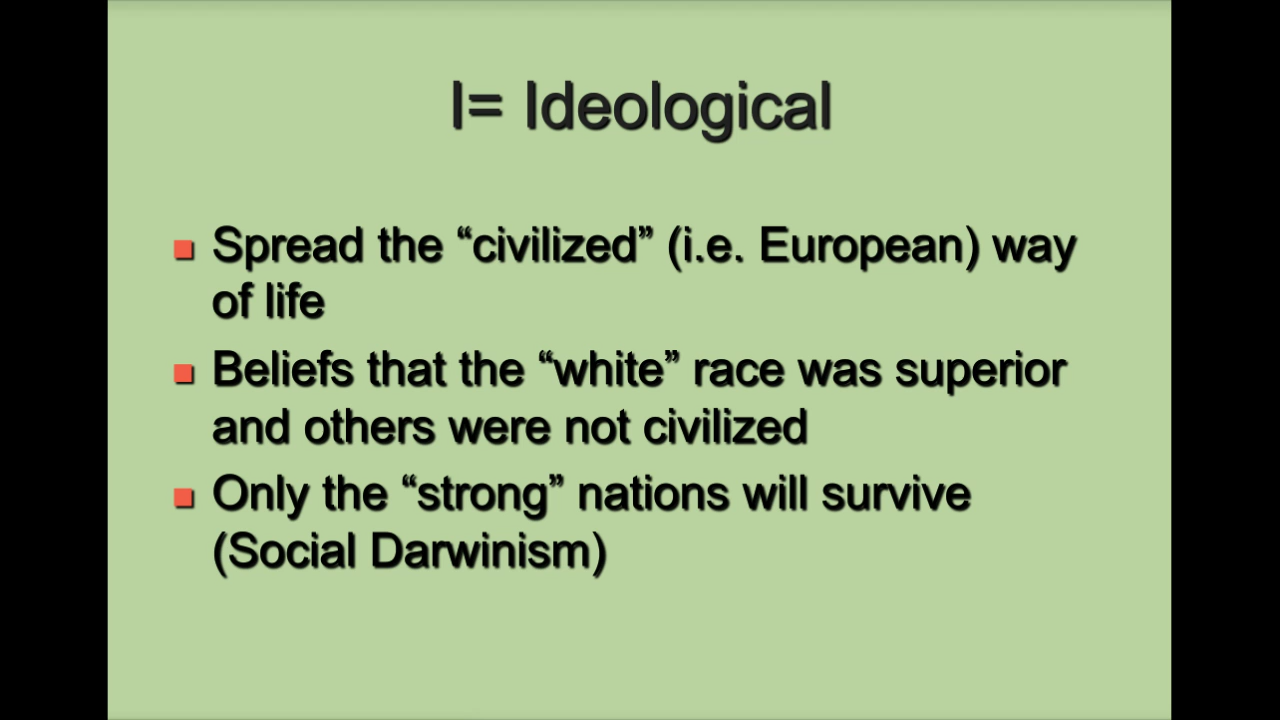 I= Ideological
Spread the “civilized” (i.e. European) way
of life
Beliefs that the “white” race was superior
and others were not civilized
Only the “strong” nations will survive
(Social Darwinism)